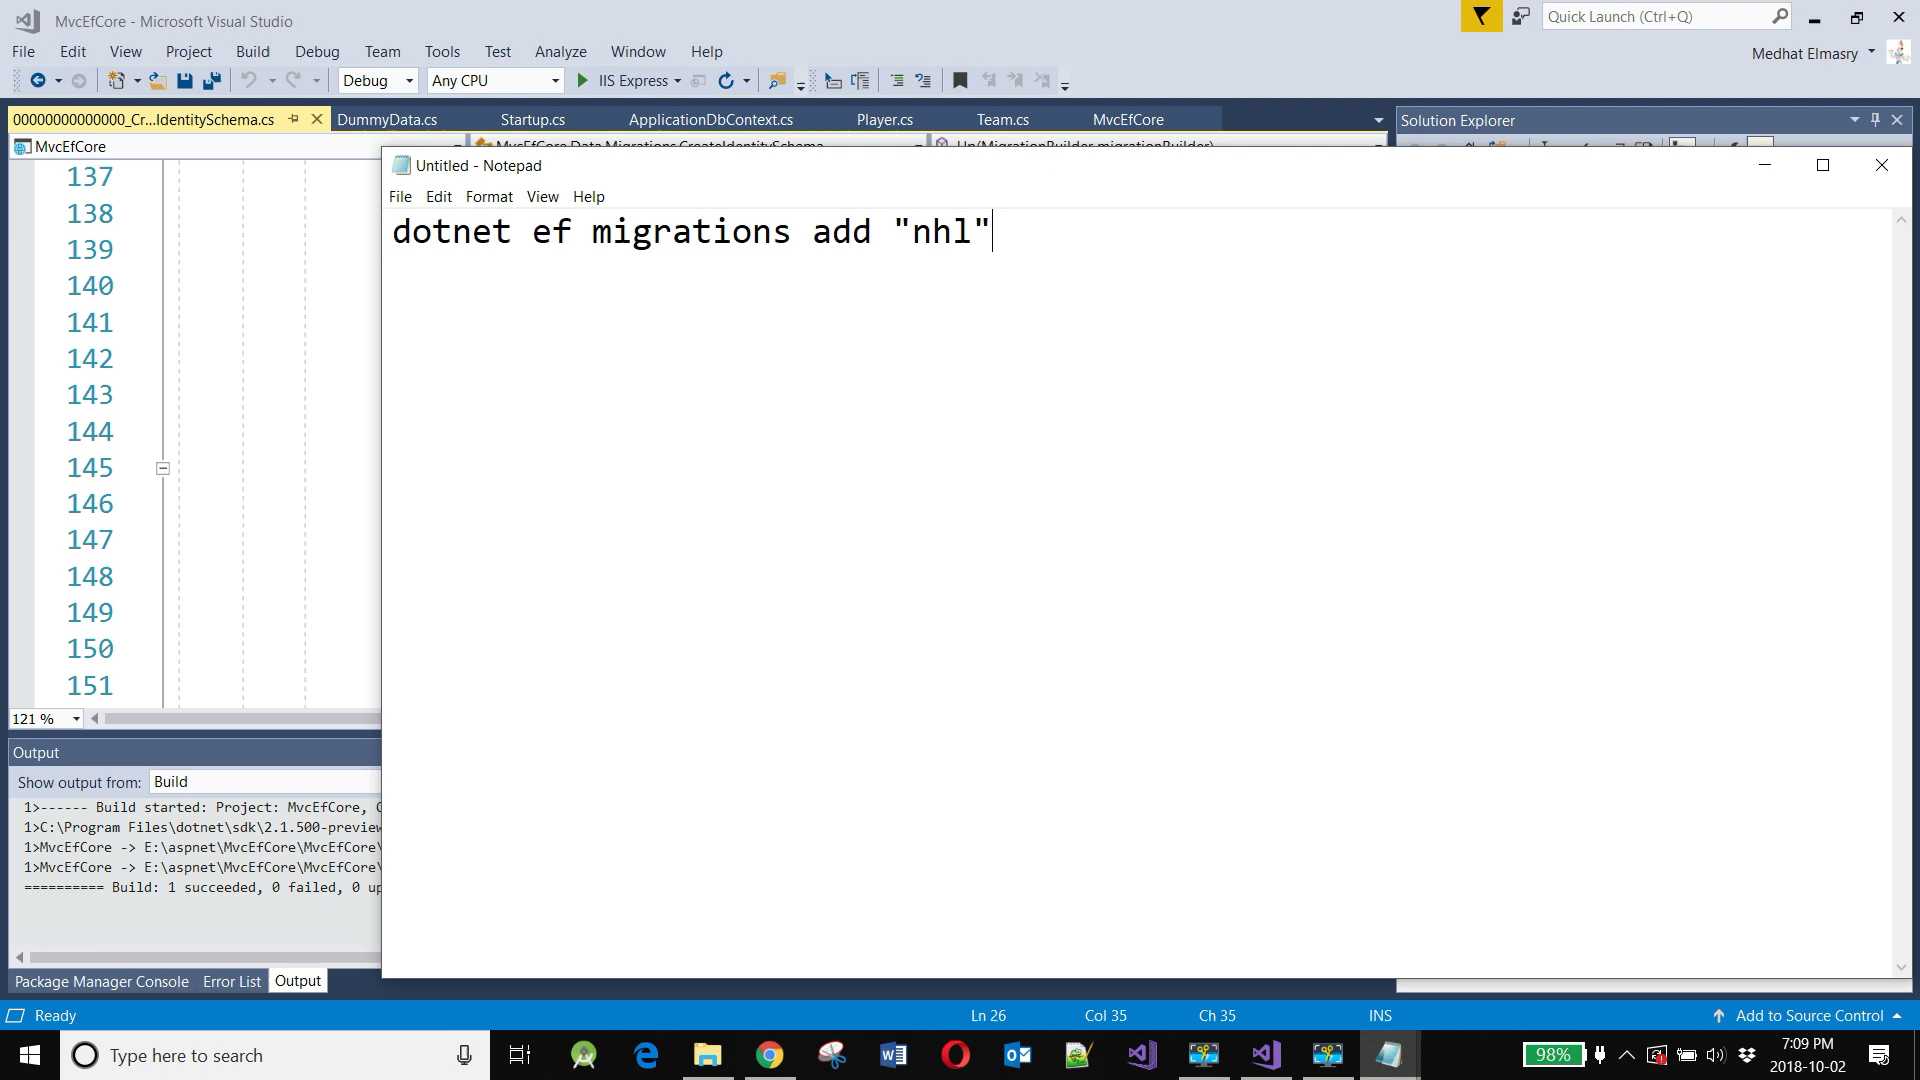 MvcEfCore - Microsoft Visual Studio
Quick Launch (Ctrl+Q)
File Edit View Project Build Debug Team Tools Test Analyze Window Help
Medhat Elmasry
Debug Any CPU IIS Express
00000000000000_Cr...IdentitySchema.cs DummyData.cs Startup.cs ApplicationDbContext.cs Player.cs Team.cs MvcEfCore
Solution Explorer
MvcEfCore MvcEfCore.Data.Migrations.CreateIdentitySchema Up(MigrationBuilder migrationBuilder)
Untitled - Notepad
File Edit Format View Help
dotnet ef migrations add "nhl"
137
138
139
140
141
142
143
144
145
146
147
148
149
150
151
121 %
Output
Show output from: Build
1>------ Build started: Project: MvcEfCore,
1>C:\Program Files\dotnet\sdk\2.1.500-preview
1>MvcEfCore -> E:\aspnet\MvcEfCore\MvcEfCore\
1>MvcEfCore -> E:\aspnet\MvcEfCore\MvcEfCore\
========== Build: 1 succeeded, 0 failed, 0 up
Package Manager Console Error List Output
Ready Ln 26 Col 35 Ch 35 INS Add to Source Control
Type here to search
98%
7:09 PM
2018-10-02